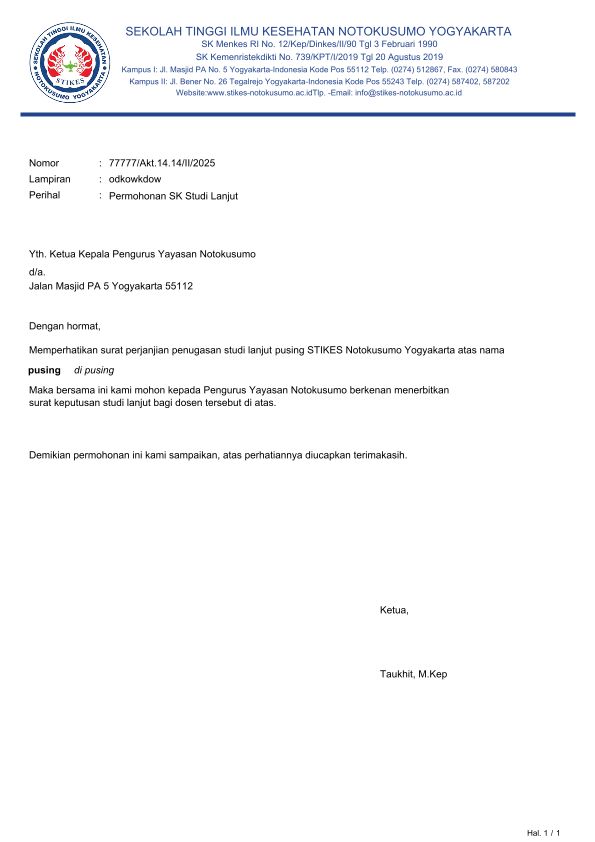 SEKOLAH TINGGI ILMU KESEHATAN NOTOKUSUMO YOGYAKARTA
SK Menkes RI No. 12/Kep/Dinkes/II/90 Tgl 3 Februari 1990
SK Kemenristekdikti No. 739/KPT/I/2019 Tgl 20 Agustus 2019
Kampus I: Jl. Masjid PA No. 5 Yogyakarta-Indonesia Kode Pos 55112 Telp. (0274) 512867, Fax. (0274) 580843
Kampus II: Jl. Bener No. 26 Tegalrejo Yogyakarta-Indonesia Kode Pos 55243 Telp. (0274) 587402, 587202
Website:www.stikes-notokusumo.ac.idTlp. -Email: info@stikes-notokusumo.ac.id
SEKOLAH TINGGI ILMU KESEHATAN
STIKES
NOTOKUSUMO YOGYAKARTA
Nomor : 77777/Akt.14.14/II/2025
Lampiran : odkowkdow
Perihal : Permohonan SK Studi Lanjut
Yth. Ketua Kepala Pengurus Yayasan Notokusumo
d/a.
Jalan Masjid PA 5 Yogyakarta 55112
Dengan hormat,
Memperhatikan surat perjanjian penugasan studi lanjut pusing STIKES Notokusumo Yogyakarta atas nama
pusing di pusing
Maka bersama ini kami mohon kepada Pengurus Yayasan Notokusumo berkenan menerbitkan
surat keputusan studi lanjut bagi dosen tersebut di atas.
Demikian permohonan ini kami sampaikan, atas perhatiannya diucapkan terimakasih.
Ketua,
Taukhit, M.Kep
Hal. 1 / 1